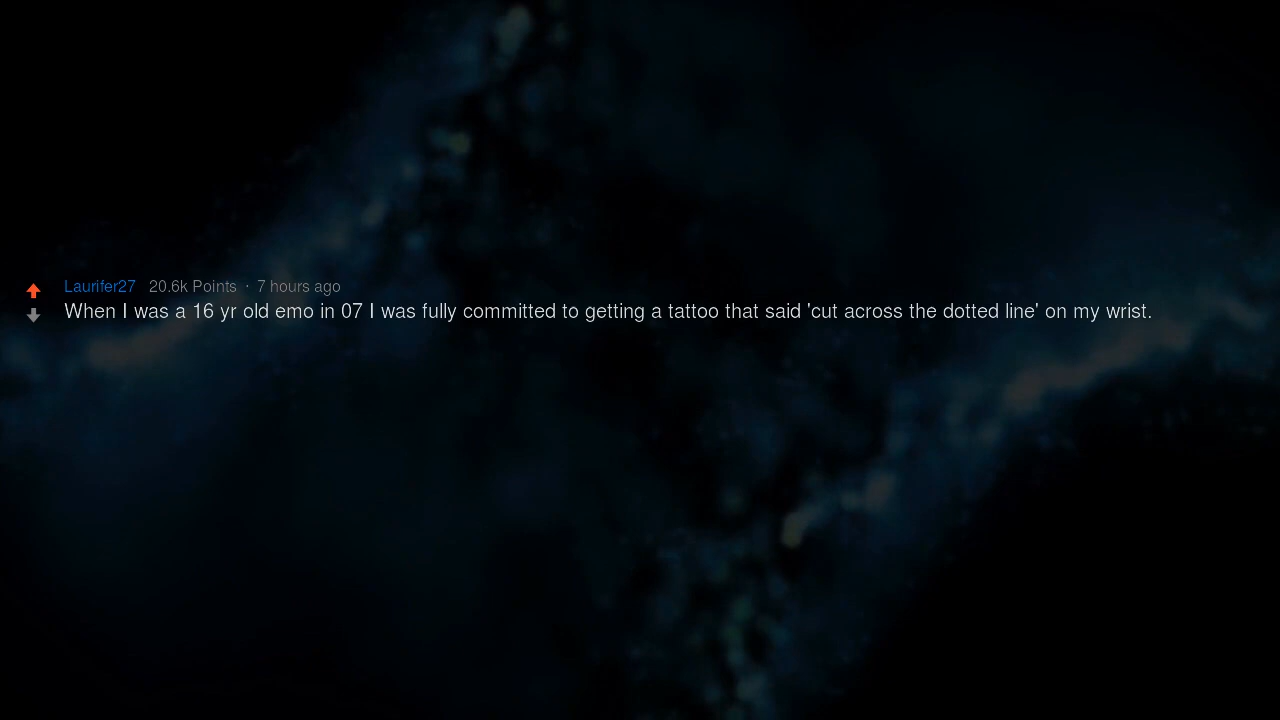 Laurifer27 20.6k Points · 7 hours ago
When I was a 16 yr old emo in 07 I was fully committed to getting a tattoo that said 'cut across the dotted line' on my wrist.